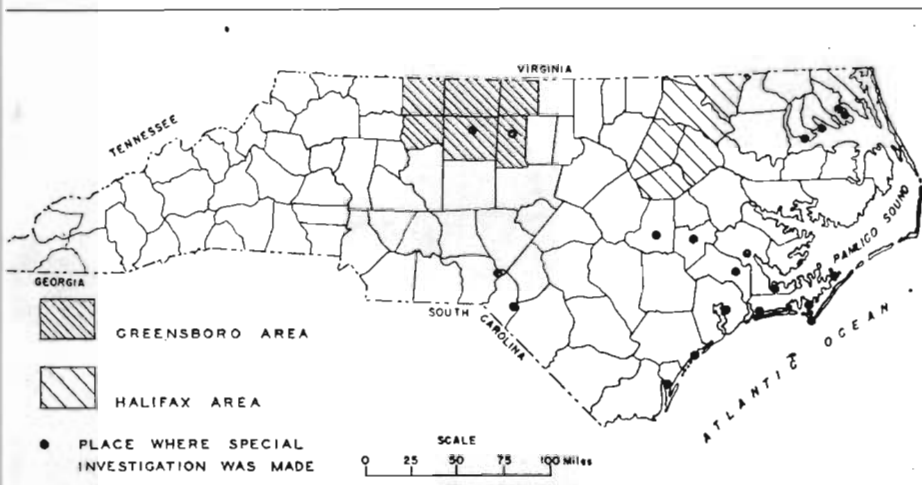 VIRGINIA
TENNESSEE
PAMLICO SOUND
GEORGIA
SOUTH CAROLINA
ATLANTIC OCEAN
GREENSBORO AREA
HALIFAX AREA
PLACE WHERE SPECIAL
INVESTIGATION WAS MADE
SCALE
0 25 50 75 100 Miles